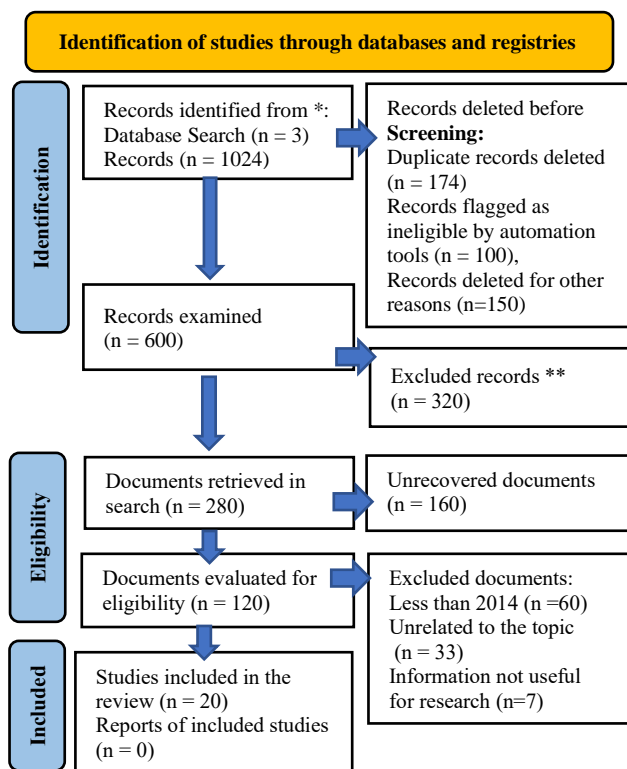 Identification of studies through databases and registries
Identification
Records identified from *:
Database Search (n = 3)
Records (n = 1024)
Records deleted before
Screening:
Duplicate records deleted
(n = 174)
Records flagged as
ineligible by automation
tools (n = 100),
Records deleted for other
reasons (n=150)
Records examined
(n = 600)
Excluded records **
(n = 320)
Eligibility
Documents retrieved in
search (n = 280)
Unrecovered documents
(n = 160)
Documents evaluated for
eligibility (n = 120)
Excluded documents:
Less than 2014 (n =60)
Unrelated to the topic
(n = 33)
Information not useful
for research (n=7)
Included
Studies included in the
review (n = 20)
Reports of included studies
(n = 0)